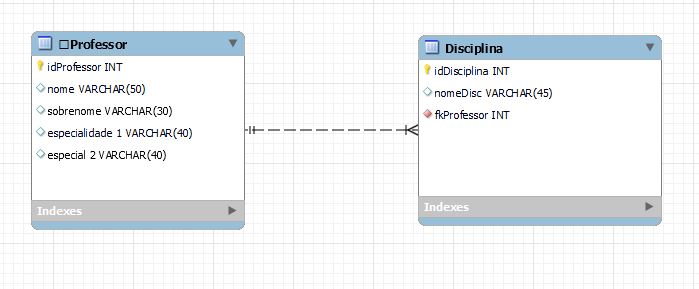 □Professor
idProfessor INT
nome VARCHAR(50)
sobrenome VARCHAR(30)
especialidade 1 VARCHAR(40)
especial 2 VARCHAR(40)
Indexes
Disciplina
idDisciplina INT
nomeDisc VARCHAR(45)
fkProfessor INT
Indexes